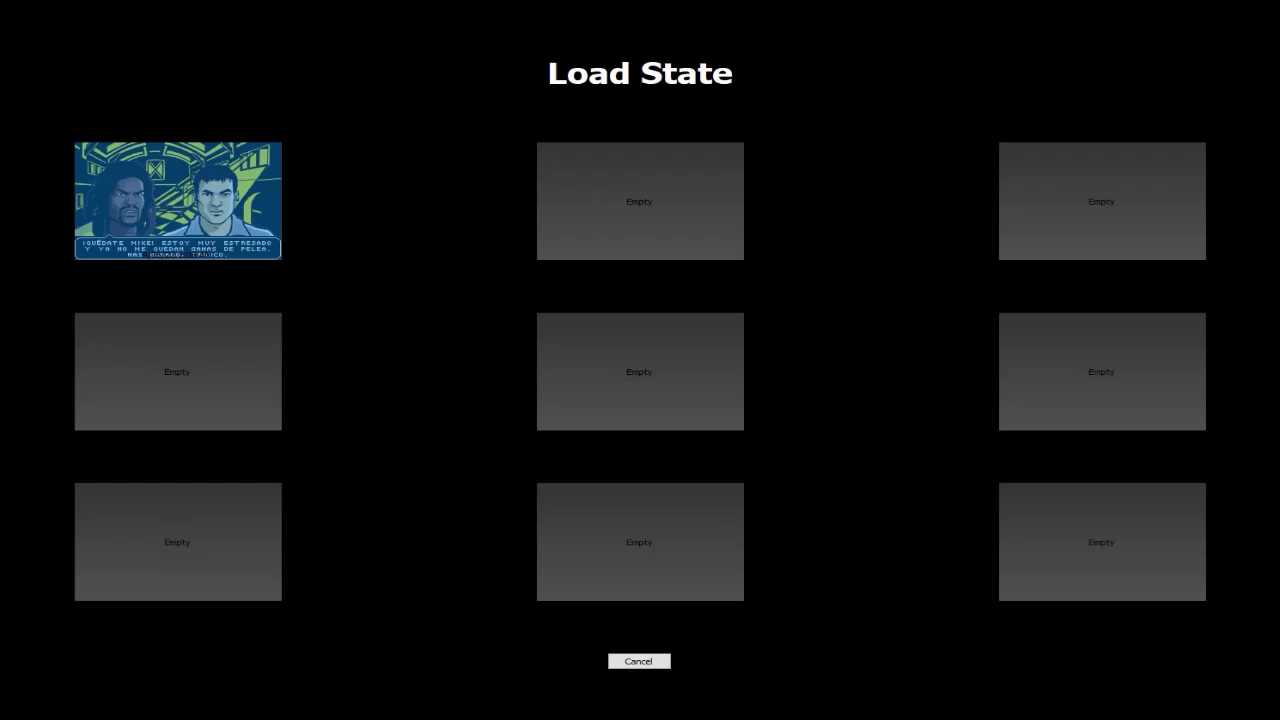 Load State
¡QUÉDATE MIKE! ESTOY MUY ESTRESADO
Y YA NO ME QUEDAN GANAS DE PELEA.
HAS
Empty
Empty
Empty
Empty
Empty
Empty
Empty
Empty
Cancel